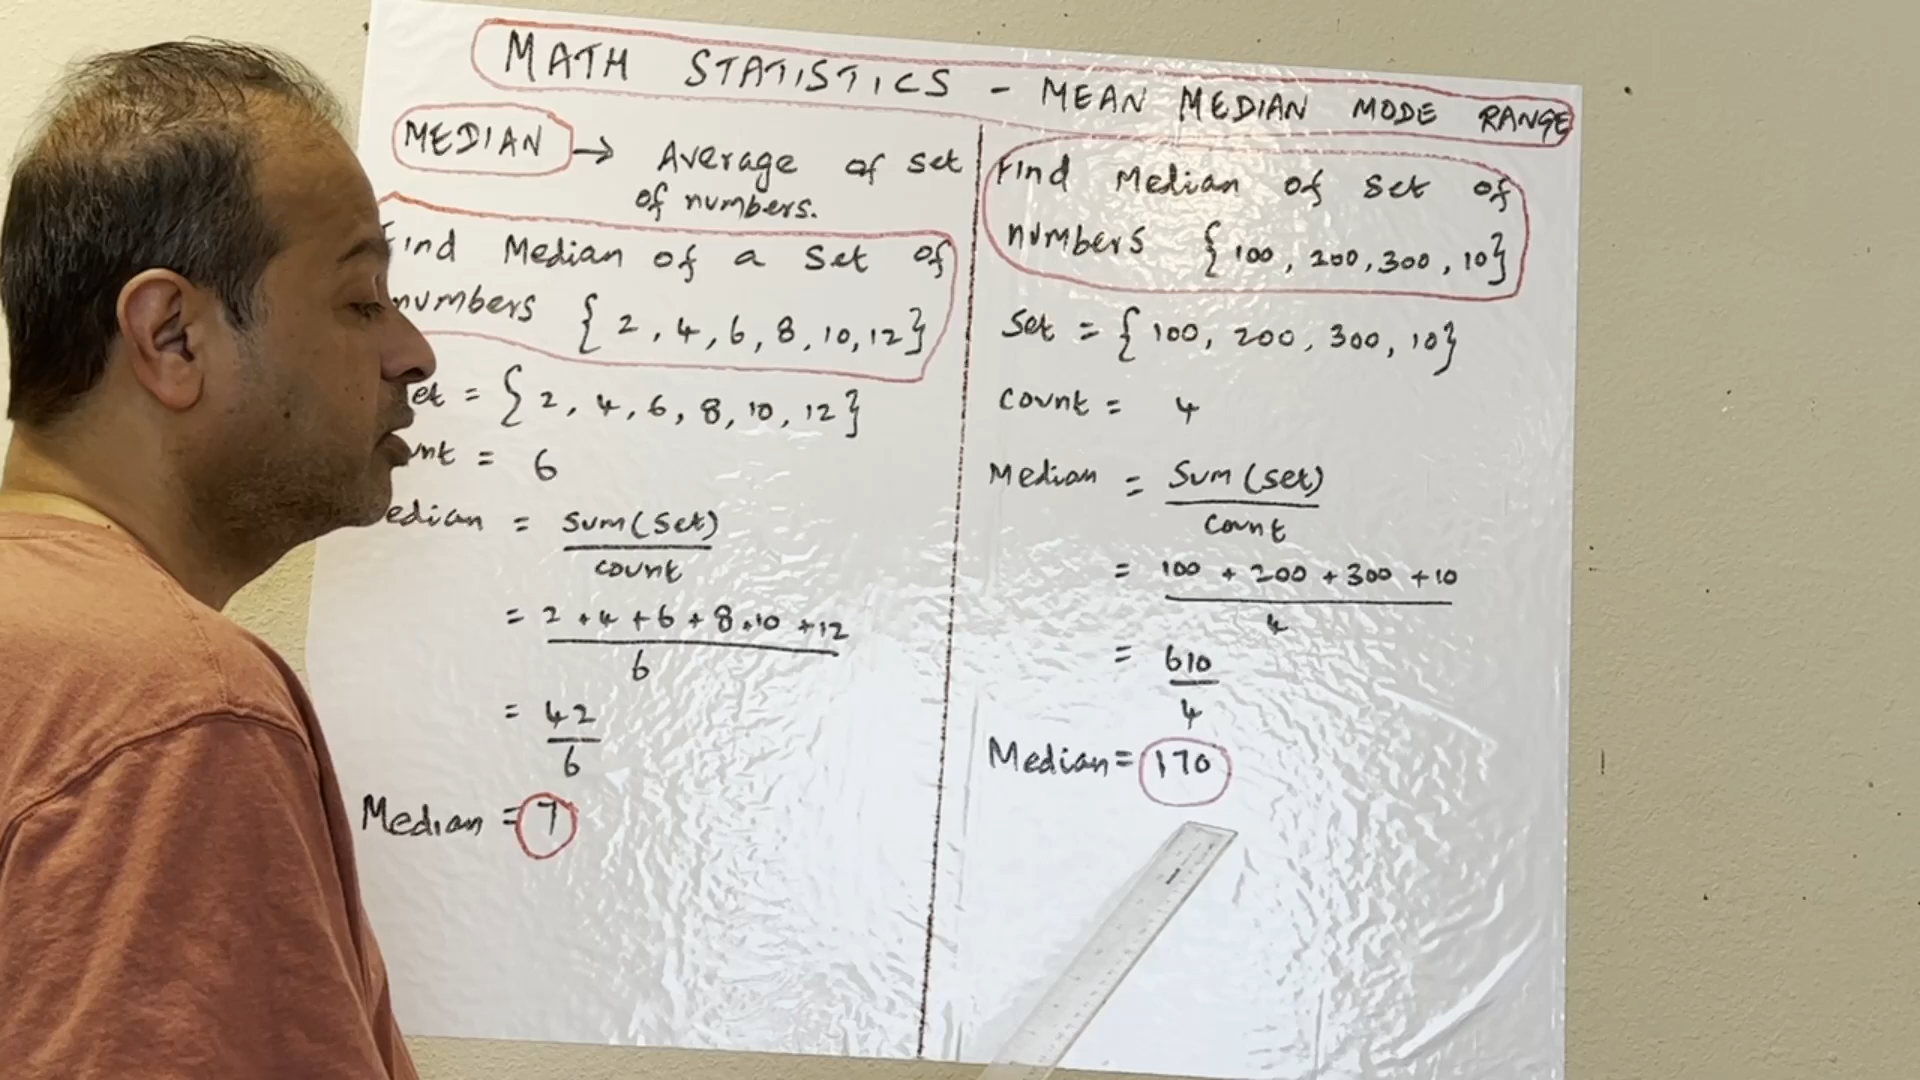 MATH STATISTICS - MEAN MEDIAN MODE RANGE
MEDIAN → Average of set
of numbers.
Find Median of a set of
numbers { 2, 4, 6, 8, 10, 12}
et = { 2, 4, 6, 8, 10, 12}
unt = 6
edian = sum(set)
count
= 2 + 4 + 6 + 8 + 10 + 12
6
= 42
6
Median = 7
Find Median of set of
numbers { 100, 200, 300, 10}
Set = { 100, 200, 300, 10}
count = 4
Median = Sum (set)
count
= 100 + 200 + 300 + 10
4
= 610
4
Median = 170